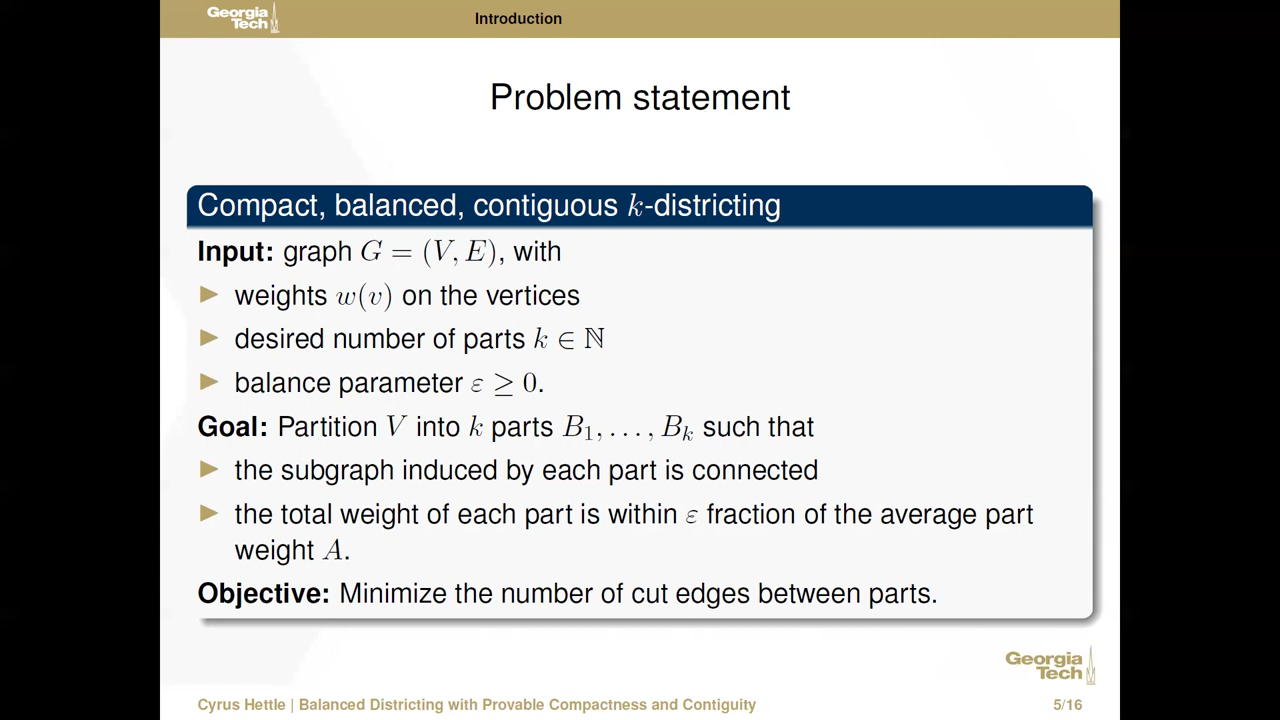 Georgia Tech
Introduction
Problem statement
Compact, balanced, contiguous k-districting
Input: graph G = (V, E), with
▶ weights w(v) on the vertices
▶ desired number of parts k ∈ ℕ
▶ balance parameter ε ≥ 0.
Goal: Partition V into k parts B₁, . . . , Bₖ such that
▶ the subgraph induced by each part is connected
▶ the total weight of each part is within ε fraction of the average part
weight A.
Objective: Minimize the number of cut edges between parts.
Georgia
Tech
Cyrus Hettle | Balanced Districting with Provable Compactness and Contiguity
5/16